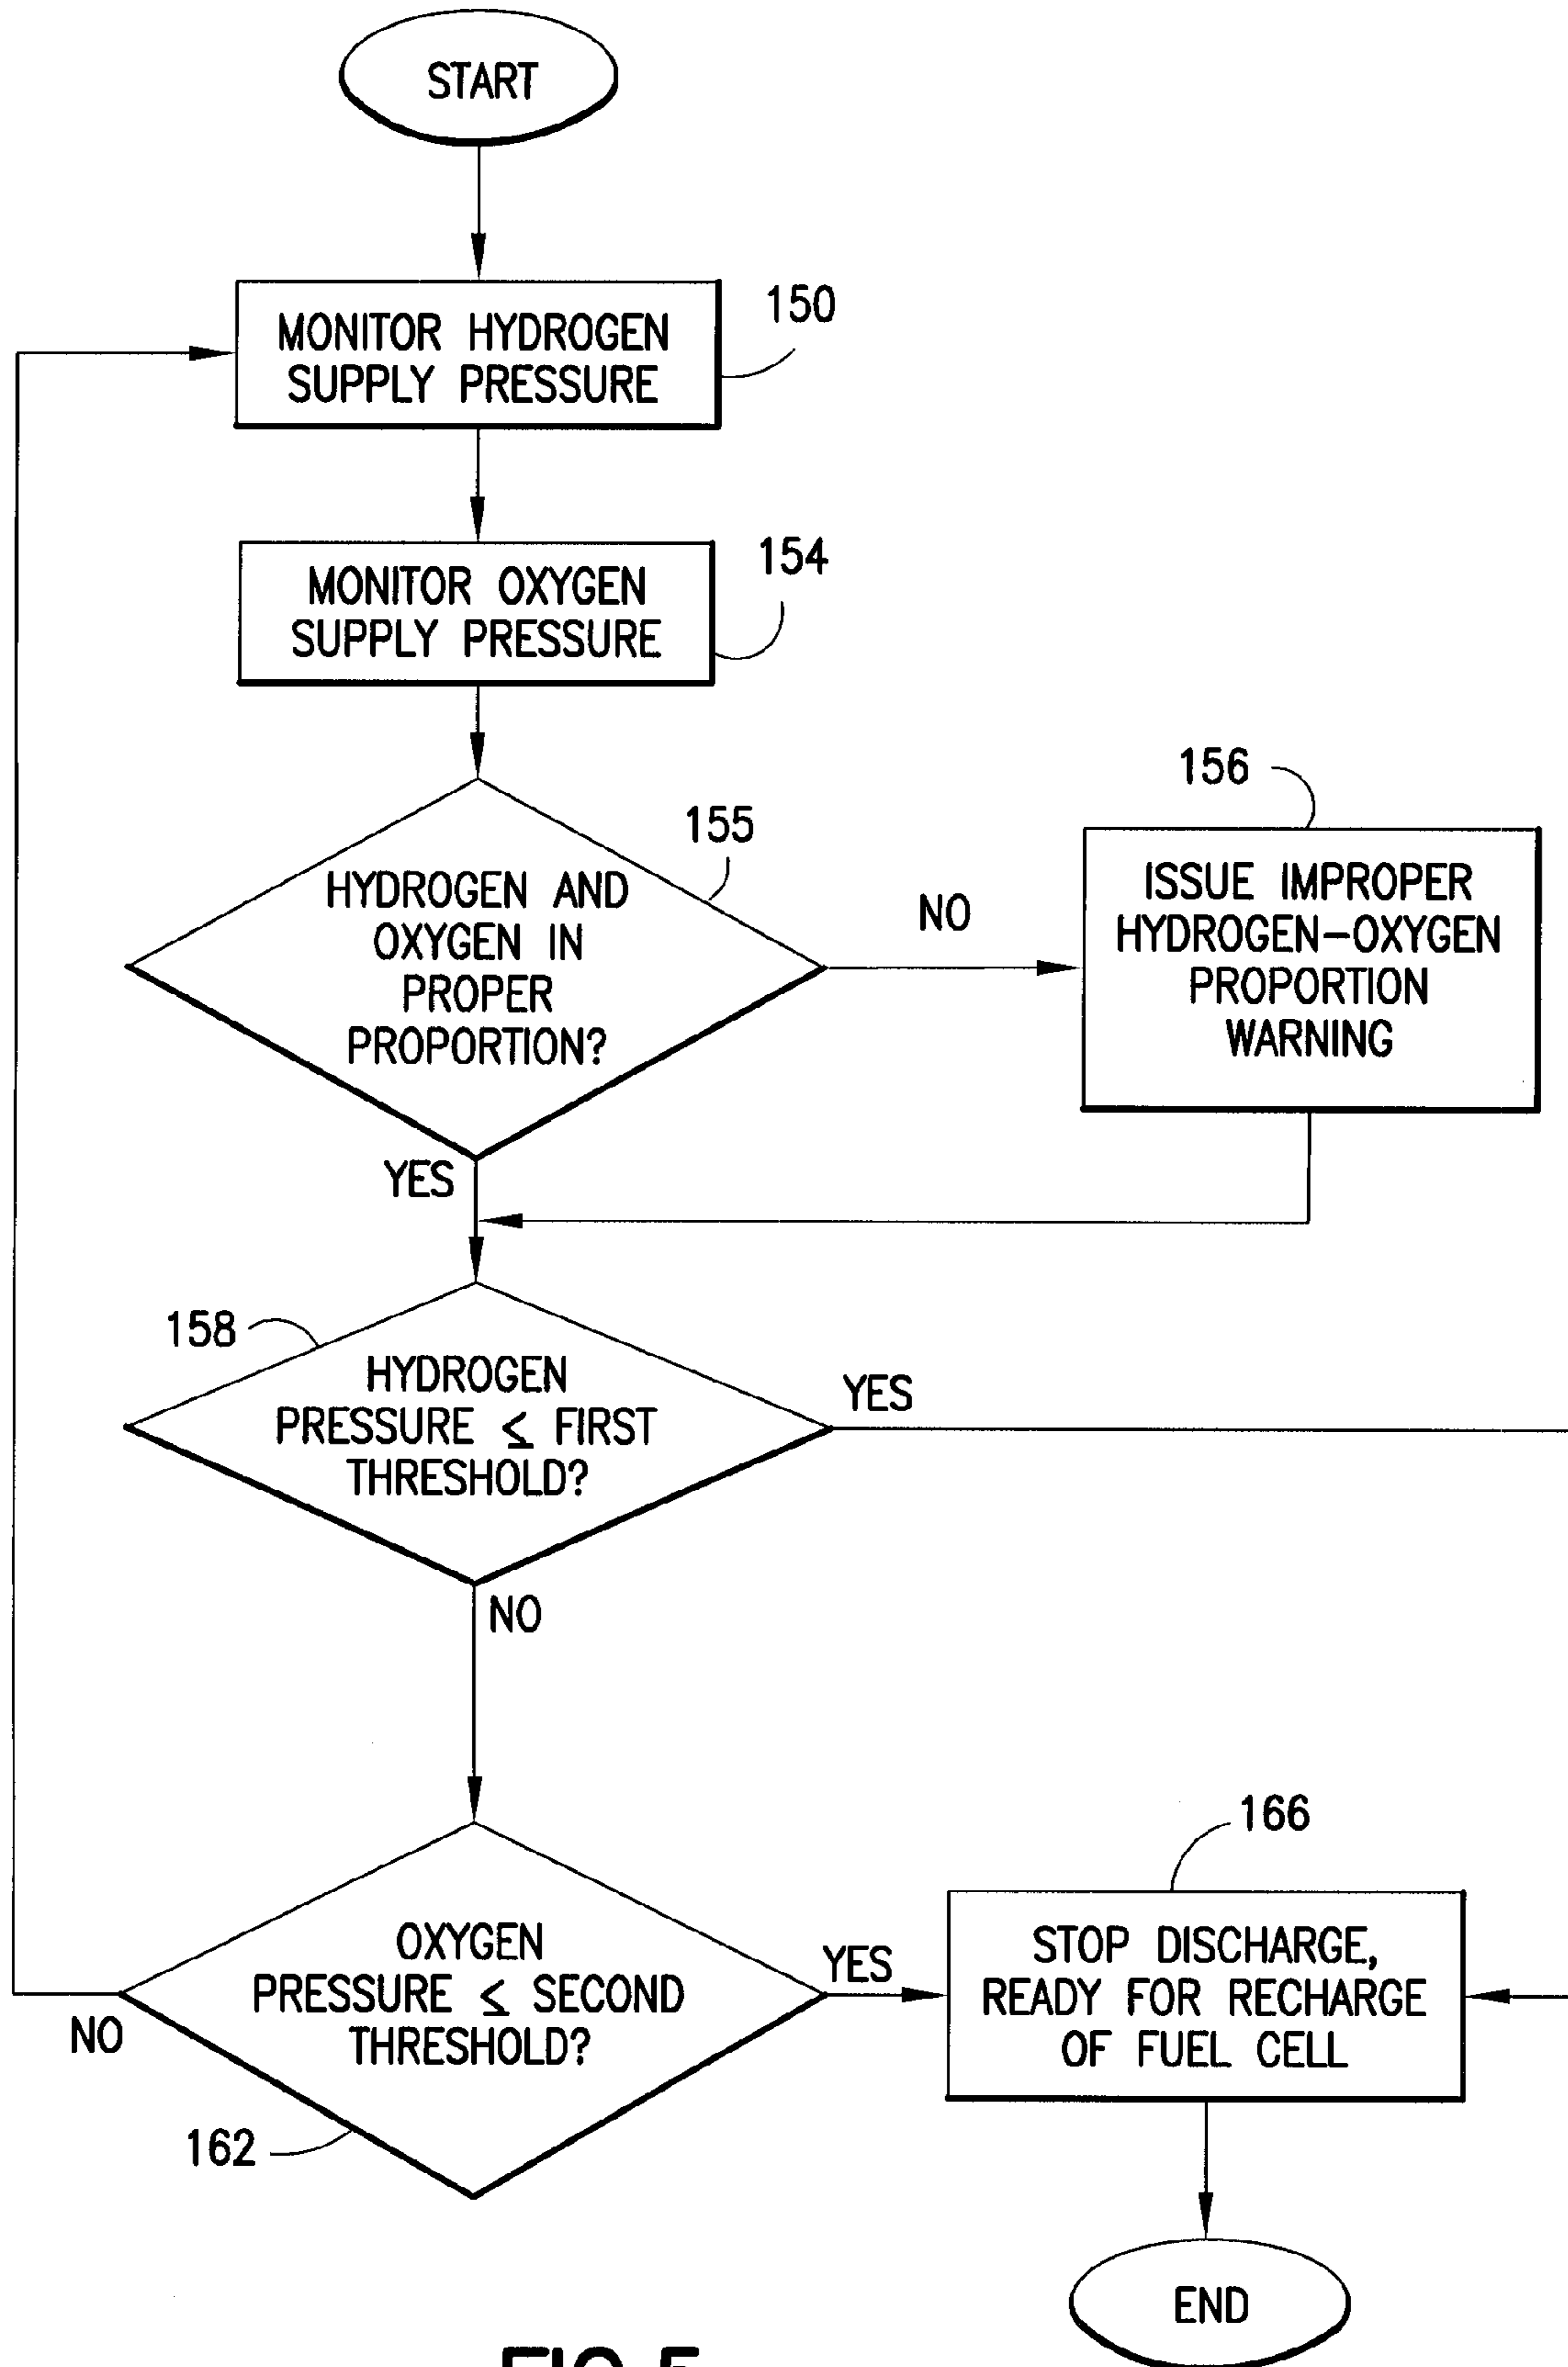 START
MONITOR HYDROGEN
SUPPLY PRESSURE
150
MONITOR OXYGEN
SUPPLY PRESSURE
154
HYDROGEN AND
OXYGEN IN
PROPER
PROPORTION?
155
NO
156
ISSUE IMPROPER
HYDROGEN-OXYGEN
PROPORTION
WARNING
YES
158
HYDROGEN
PRESSURE ≤ FIRST
THRESHOLD?
YES
NO
OXYGEN
PRESSURE ≤ SECOND
THRESHOLD?
YES
NO
162
166
STOP DISCHARGE,
READY FOR RECHARGE
OF FUEL CELL
END
FIG.5